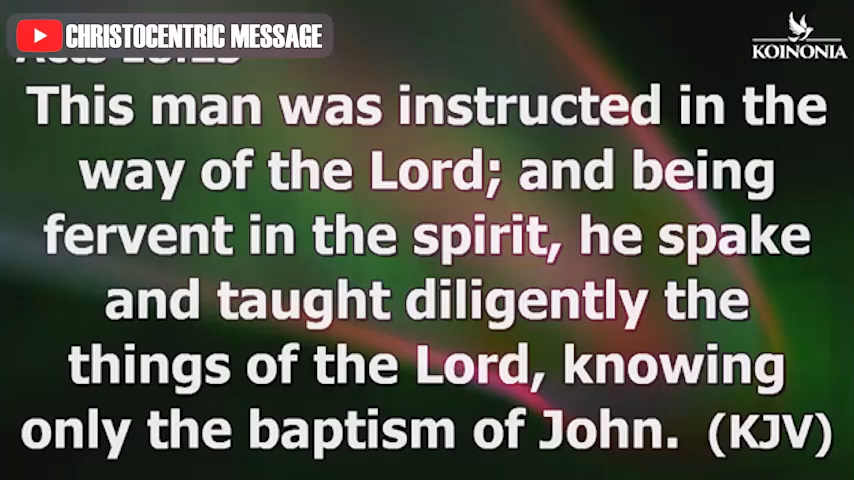 CHRISTOCENTRIC MESSAGE
KOINONIA
This man was instructed in the
way of the Lord; and being
fervent in the spirit, he spake
and taught diligently the
things of the Lord, knowing
only the baptism of John. (KJV)